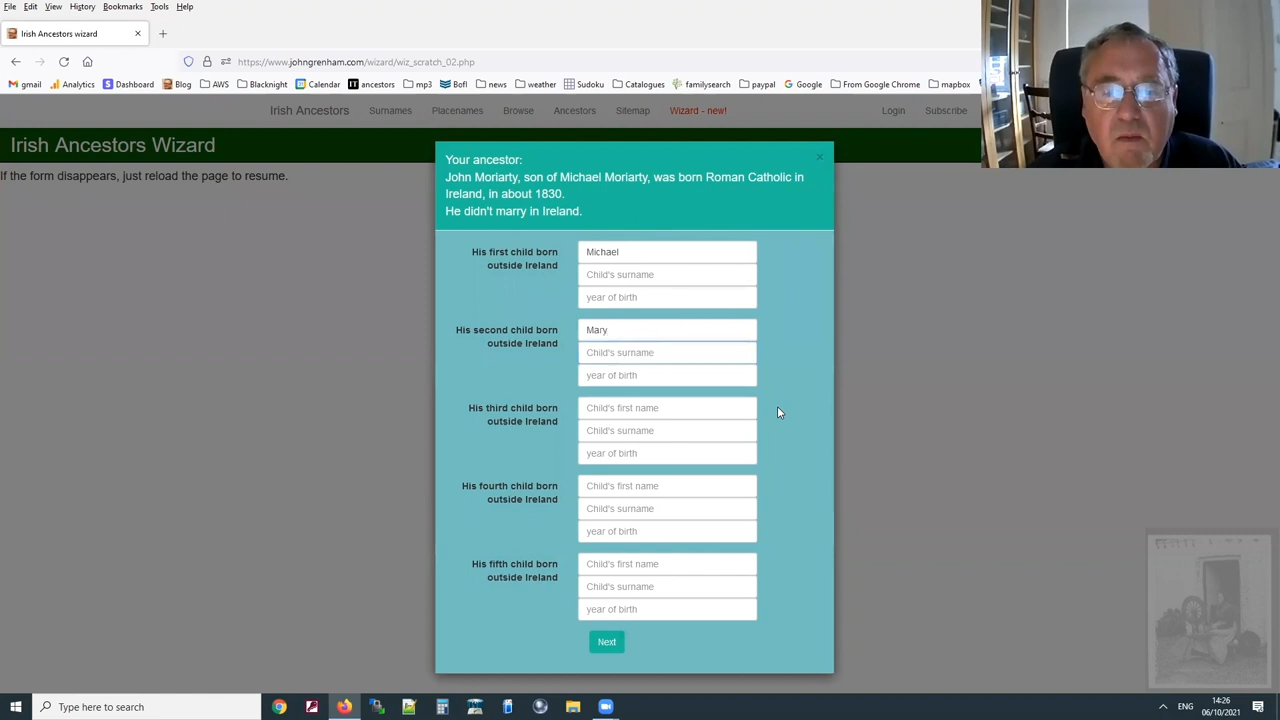 File Edit View History Bookmarks Tools Help
Irish Ancestors wizard × +
https://www.johngrenham.com/wizard/wiz_scratch_02.php
gmail Analytics Dashboard Blog AWS Blacknight Calendar ancestors mp3 Bofi news weather Sudoku Catalogues familysearch paypal Google From Google Chrome mapbox
Irish Ancestors Surnames Placenames Browse Ancestors Sitemap Wizard - new! Login Subscribe
Irish Ancestors Wizard
If the form disappears, just reload the page to resume.
Your ancestor: ×
John Moriarty, son of Michael Moriarty, was born Roman Catholic in
Ireland, in about 1830.
He didn't marry in Ireland.
His first child born
outside Ireland
Michael
Child's surname
year of birth
His second child born
outside Ireland
Mary
Child's surname
year of birth
His third child born
outside Ireland
Child's first name
Child's surname
year of birth
His fourth child born
outside Ireland
Child's first name
Child's surname
year of birth
His fifth child born
outside Ireland
Child's first name
Child's surname
year of birth
Next
Type here to search
ENG
14:26
06/10/2021